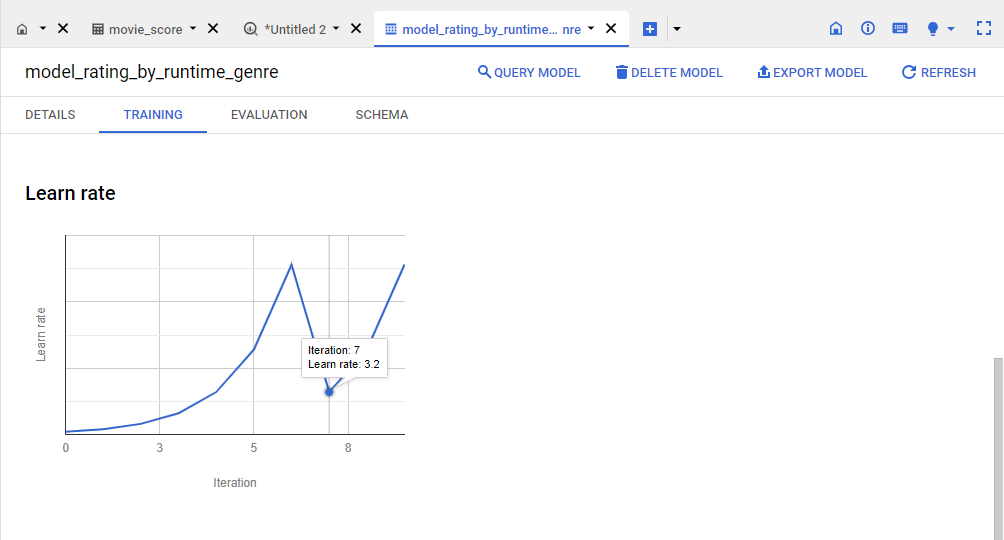 movie_score
*Untitled 2
model_rating_by_runtime... nre
model_rating_by_runtime_genre
QUERY MODEL
DELETE MODEL
EXPORT MODEL
REFRESH
DETAILS
TRAINING
EVALUATION
SCHEMA
Learn rate
Learn rate
Iteration: 7
Learn rate: 3.2
0
3
5
8
Iteration